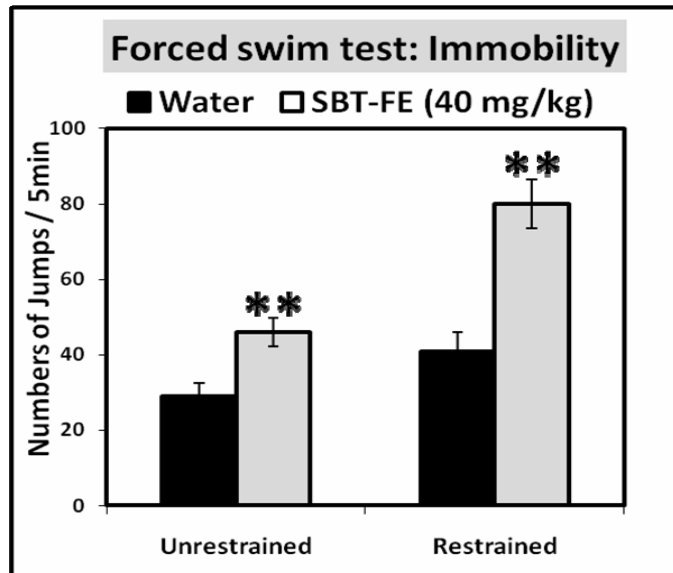 Forced swim test: Immobility
Water SBT-FE (40 mg/kg)
Numbers of Jumps / 5min
100
80
60
40
20
0
**
**
Unrestrained Restrained